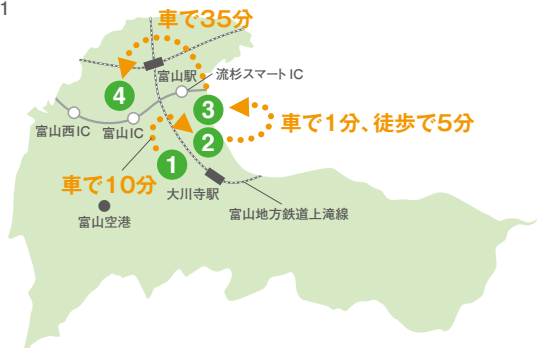 1
車で35分
富山駅
流杉スマートIC
4
3
富山西IC
富山IC
車で1分、徒歩で5分
2
1
車で10分
大川寺駅
富山空港
富山地方鉄道上滝線